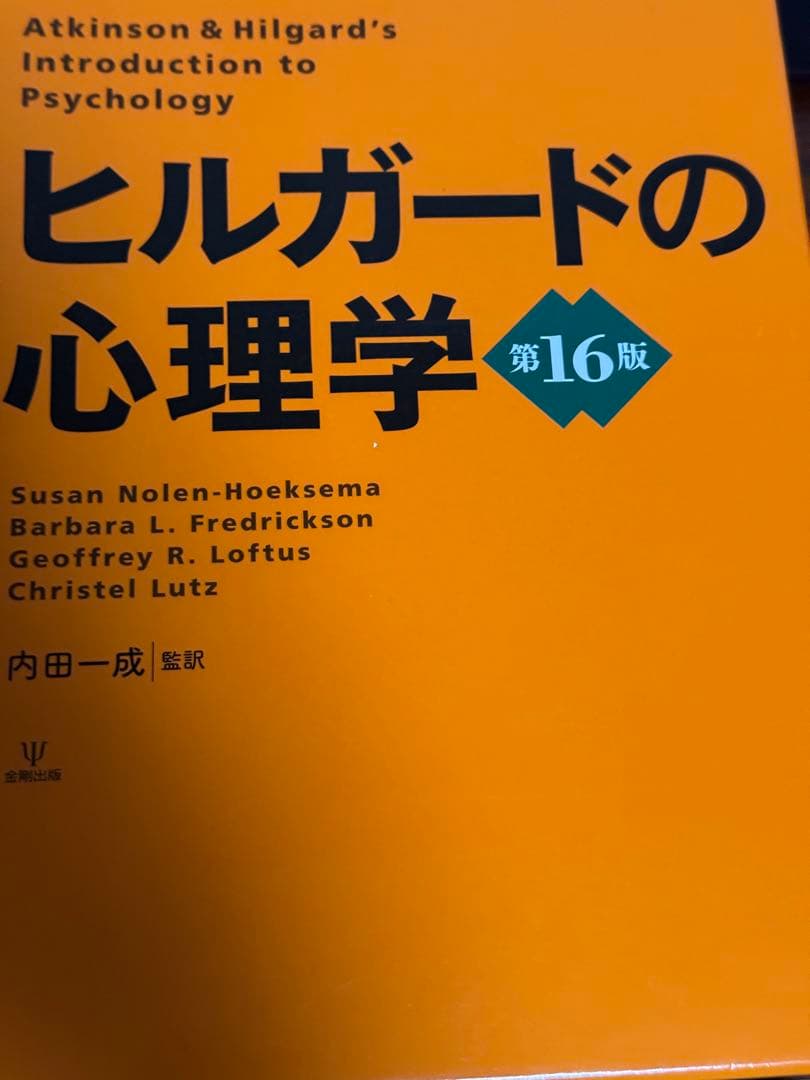 Atkinson & Hilgard's
Introduction to
Psychology
ヒルガードの
心理学
第16版
Susan Nolen-Hoeksema
Barbara L. Fredrickson
Geoffrey R. Loftus
Christel Lutz
内田一成|監訳
Ψ
金剛出版